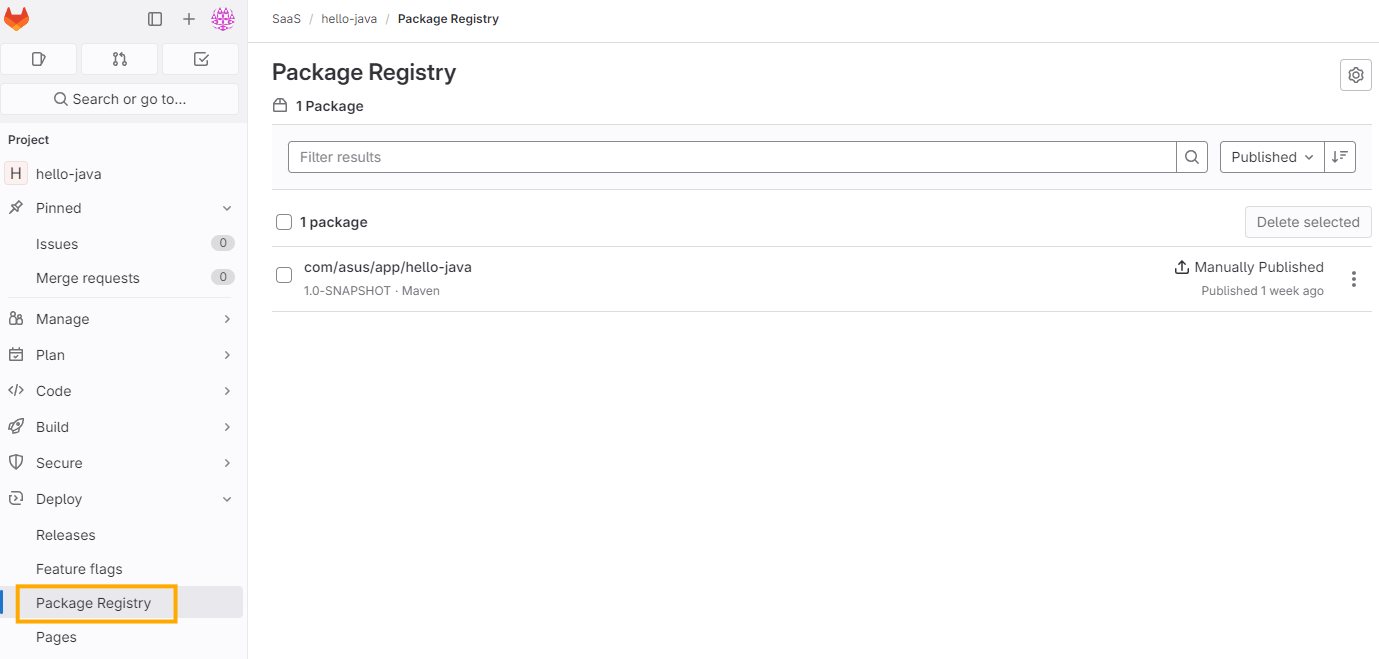 SaaS / hello-java / Package Registry
Search or go to...
Project
H hello-java
Pinned
Issues 0
Merge requests 0
Manage
Plan
Code
Build
Secure
Deploy
Releases
Feature flags
Package Registry
Pages
Package Registry
1 Package
Filter results
Published
1 package
Delete selected
com/asus/app/hello-java
Manually Published
1.0-SNAPSHOT · Maven
Published 1 week ago